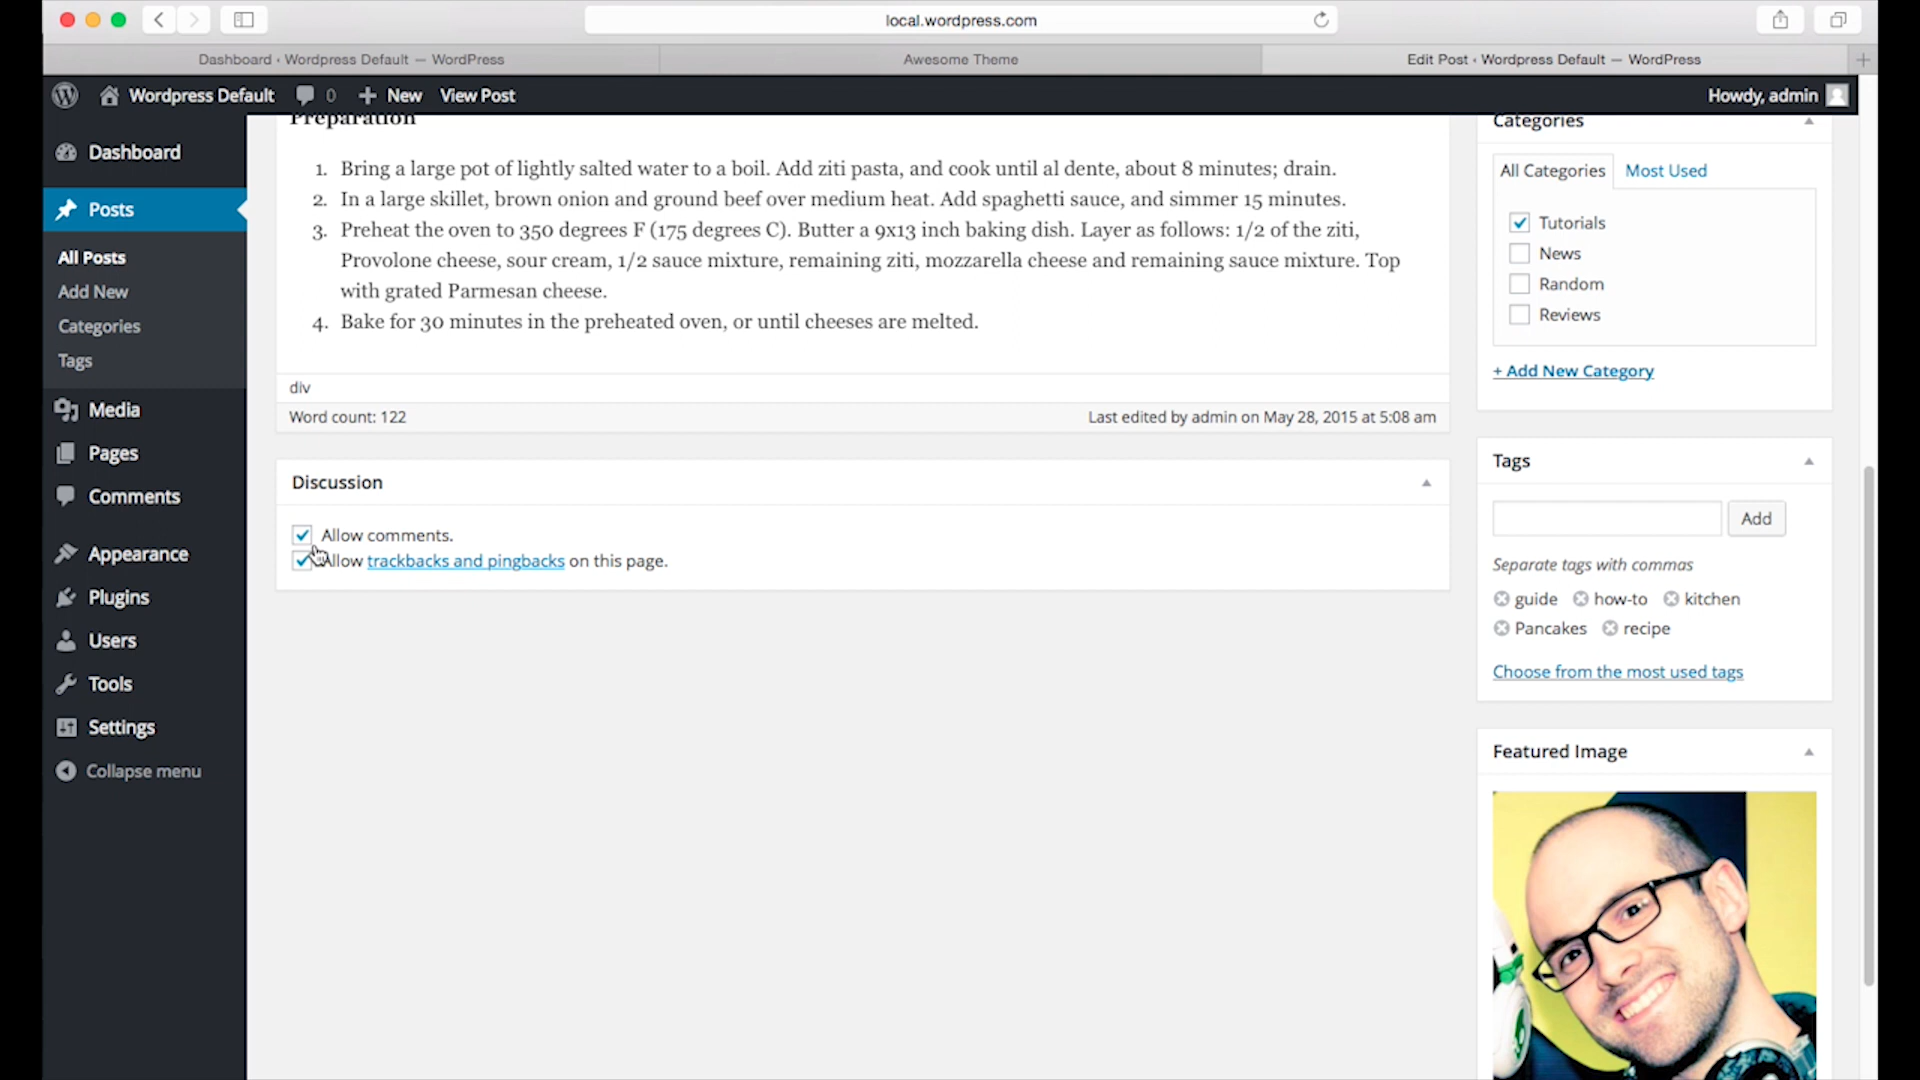 local.wordpress.com
Dashboard ‹ Wordpress Default — WordPress
Awesome Theme
Edit Post ‹ Wordpress Default — WordPress
Wordpress Default
0
New
View Post
Howdy, admin
Dashboard
Posts
All Posts
Add New
Categories
Tags
Media
Pages
Comments
Appearance
Plugins
Users
Tools
Settings
Collapse menu
Preparation
1. Bring a large pot of lightly salted water to a boil. Add ziti pasta, and cook until al dente, about 8 minutes; drain.
2. In a large skillet, brown onion and ground beef over medium heat. Add spaghetti sauce, and simmer 15 minutes.
3. Preheat the oven to 350 degrees F (175 degrees C). Butter a 9x13 inch baking dish. Layer as follows: 1/2 of the ziti,
Provolone cheese, sour cream, 1/2 sauce mixture, remaining ziti, mozzarella cheese and remaining sauce mixture. Top
with grated Parmesan cheese.
4. Bake for 30 minutes in the preheated oven, or until cheeses are melted.
div
Word count: 122
Last edited by admin on May 28, 2015 at 5:08 am
Discussion
Allow comments.
Allow trackbacks and pingbacks on this page.
Categories
All Categories
Most Used
Tutorials
News
Random
Reviews
+ Add New Category
Tags
Add
Separate tags with commas
guide how-to kitchen
Pancakes recipe
Choose from the most used tags
Featured Image